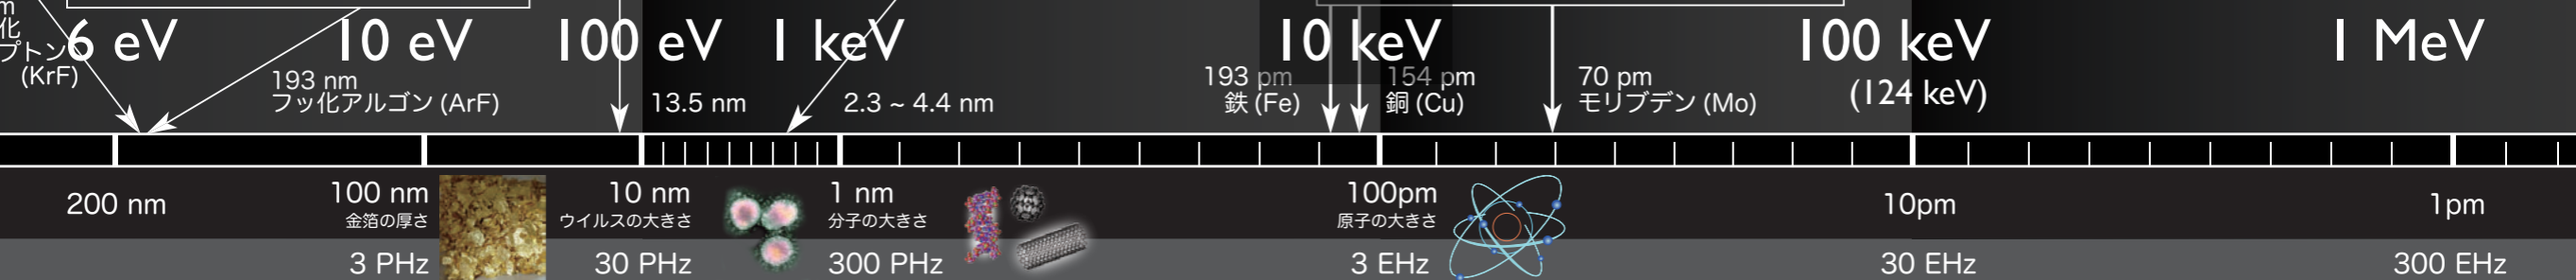 m
化
プトン
(KrF)
6 eV
10 eV
100 eV
1 keV
10 keV
100 keV
(124 keV)
1 MeV
193 nm
フッ化アルゴン (ArF)
13.5 nm
2.3 ~ 4.4 nm
193 pm
鉄 (Fe)
154 pm
銅 (Cu)
70 pm
モリブデン (Mo)
200 nm
100 nm
金箔の厚さ
10 nm
ウイルスの大きさ
1 nm
分子の大きさ
100pm
原子の大きさ
10pm
1pm
3 PHz
30 PHz
300 PHz
3 EHz
30 EHz
300 EHz